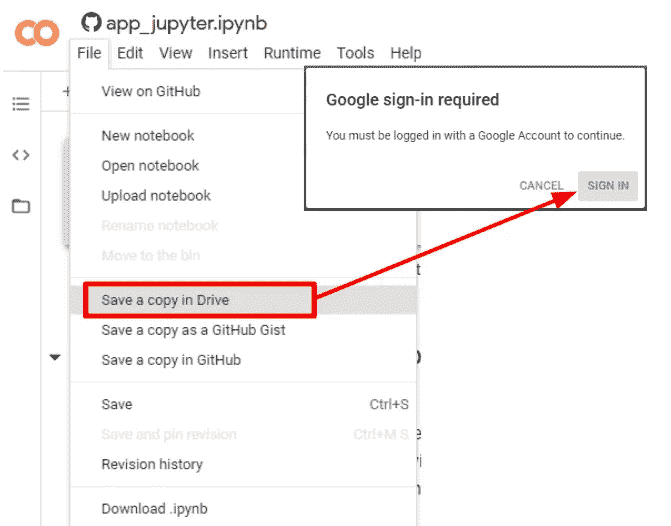 CO app_jupyter.ipynb
File Edit View Insert Runtime Tools Help
View on GitHub
New notebook
Open notebook
Upload notebook
Rename notebook
Move to the bin
Save a copy in Drive
Save a copy as a GitHub Gist
Save a copy in GitHub
Save Ctrl+S
Save and pin revision Ctrl+M S
Revision history
Download .ipynb
Google sign-in required
You must be logged in with a Google Account to continue.
CANCEL SIGN IN